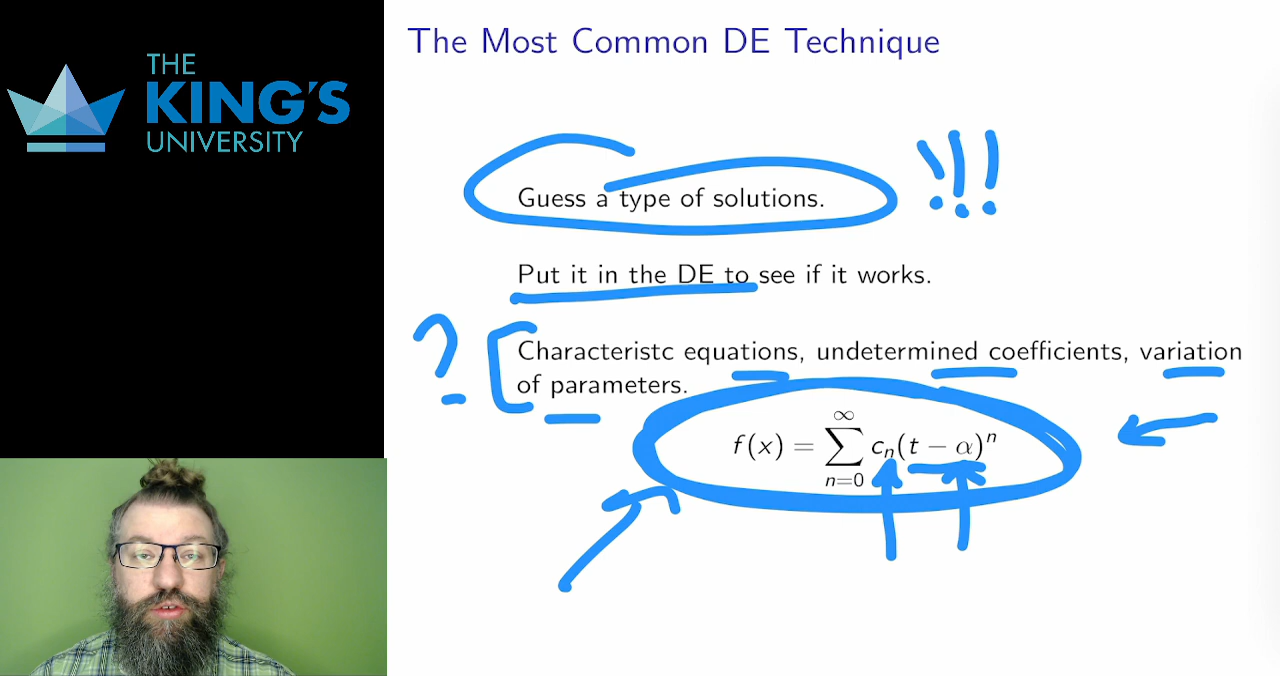 THE
KING'S
UNIVERSITY
The Most Common DE Technique
Guess a type of solutions.
!!!
Put it in the DE to see if it works.
?
Characteristc equations, undetermined coefficients, variation
of parameters.
f(x) = ∑_{n=0}^{∞} c_n(t − α)^n